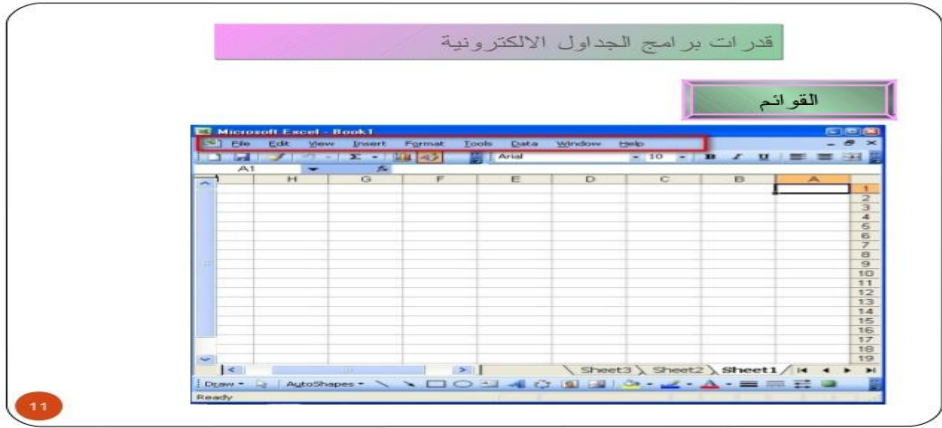 قدرات برامج الجداول الالكترونية
القوائم
Microsoft Excel - Book1
File Edit View Insert Format Tools Data Window Help
Arial 10 B I U
A1 fx
H G F E D C B A
1
2
3
4
5
6
7
8
9
10
11
12
13
14
15
16
17
18
19
Sheet3 Sheet2 Sheet1
Draw AutoShapes
Ready
11